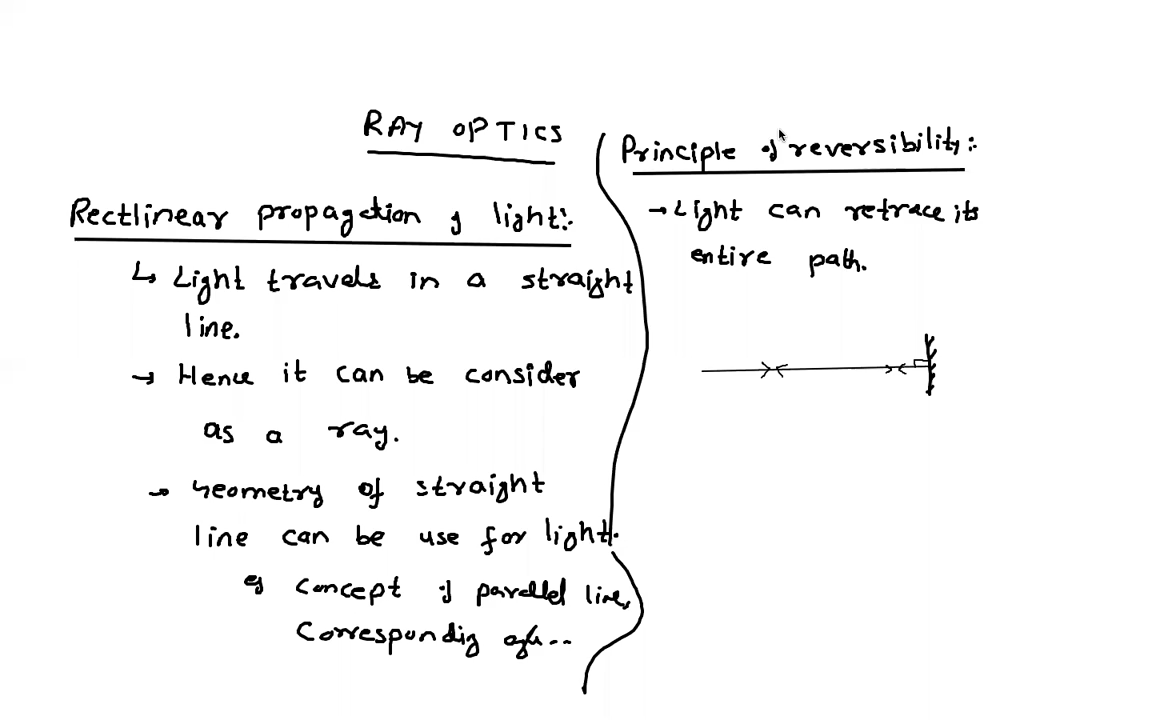 RAY OPTICS
Rectlinear propagation of light:
Light travels in a straight
line.
→ Hence it can be consider
as a ray.
→ Geometry of straight
line can be use for light.
eg concept of parallel line,
Corresponding
Principle of reversibility:
→ Light can retrace its
entire path.